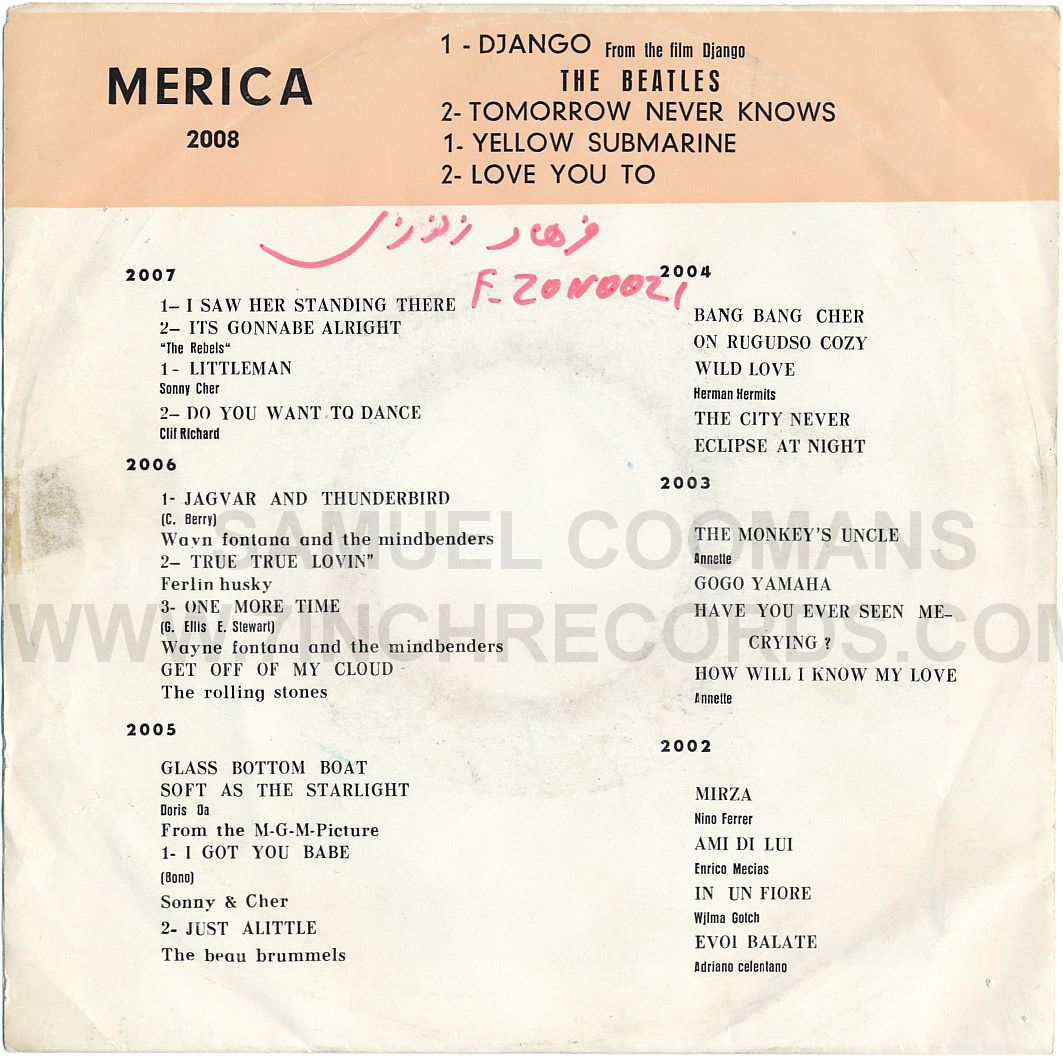 MERICA
2008
1 - DJANGO From the film Django
THE BEATLES
2- TOMORROW NEVER KNOWS
1- YELLOW SUBMARINE
2- LOVE YOU TO
فرهاد زنوزی
F. ZONOOZI
2007
1– I SAW HER STANDING THERE
2– ITS GONNABE ALRIGHT
"The Rebels"
1- LITTLEMAN
Sonny Cher
2– DO YOU WANT TO DANCE
Clif Richard
2006
1- JAGVAR AND THUNDERBIRD
(C. Berry)
Wayn fontana and the mindbenders
2– TRUE TRUE LOVIN"
Ferlin husky
3- ONE MORE TIME
(G. Ellis E. Stewarl)
Wayne fontana and the mindbenders
GET OFF OF MY CLOUD
The rolling stones
2005
GLASS BOTTOM BOAT
SOFT AS THE STARLIGHT
Doris Da
From the M-G-M-Picture
1- I GOT YOU BABE
(Bono)
Sonny & Cher
2- JUST ALITTLE
The beau brummels
2004
BANG BANG CHER
ON RUGUDSO COZY
WILD LOVE
Herman Hermits
THE CITY NEVER
ECLIPSE AT NIGHT
2003
THE MONKEY'S UNCLE
Annette
GOGO YAMAHA
HAVE YOU EVER SEEN ME–
CRYING ?
HOW WILL I KNOW MY LOVE
Annette
2002
MIRZA
Nino Ferrer
AMI DI LUI
Enrico Mecias
IN UN FIORE
Wjlma Gotch
EVOI BALATE
Adriano celentano
SAMUEL COOMANS
WWW.7INCHRECORDS.COM